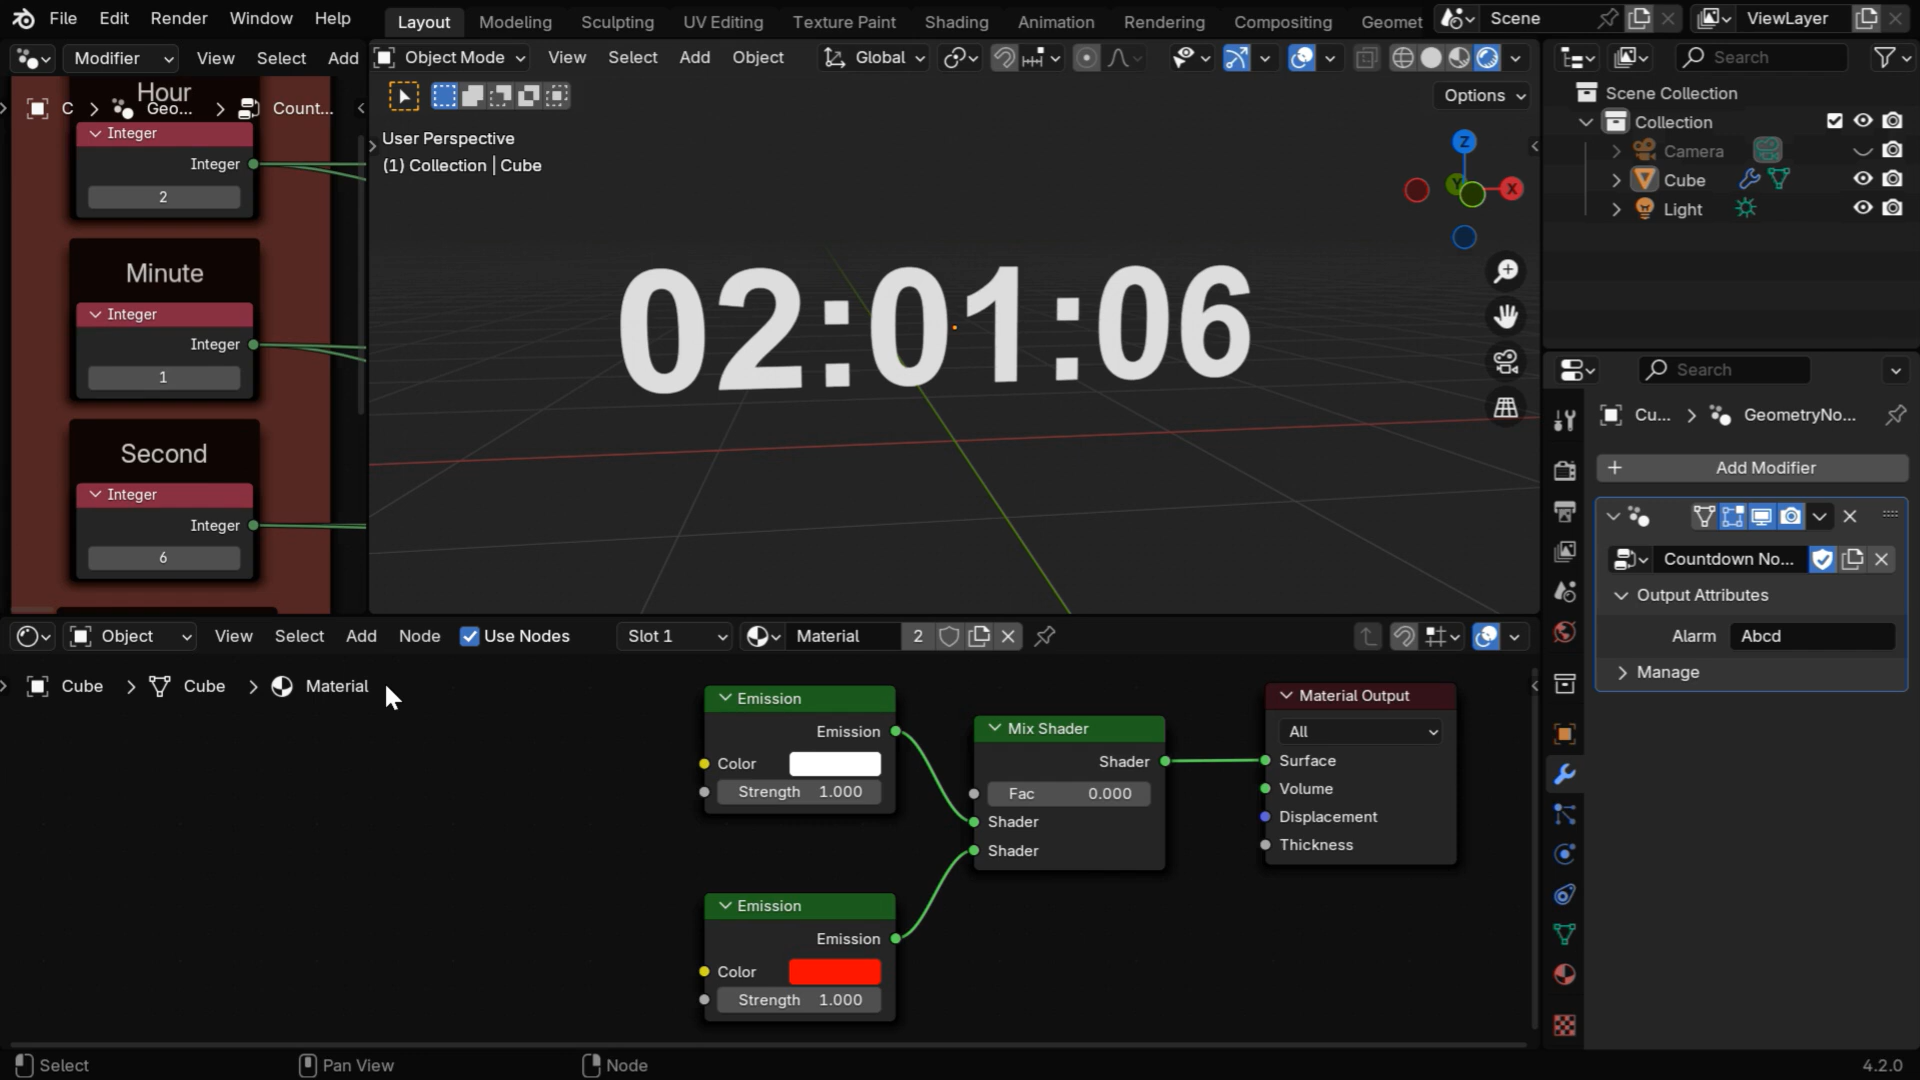 File Edit Render Window Help Layout Modeling Sculpting UV Editing Texture Paint Shading Animation Rendering Compositing Geomet Scene ViewLayer
Modifier View Select Add
Hour
C Geo... Count...
Integer
Integer
2
Minute
Integer
Integer
1
Second
Integer
Integer
6
Object Mode View Select Add Object Global
Options
User Perspective
(1) Collection | Cube
Z
Y
X
02:01:06
Search
Scene Collection
Collection
Camera
Cube
Light
Search
Cu... GeometryNo...
Add Modifier
Countdown No...
Output Attributes
Alarm Abcd
Manage
Object View Select Add Node Use Nodes Slot 1 Material 2
Cube Cube Material
Emission
Emission
Color
Strength 1.000
Mix Shader
Shader
Fac 0.000
Shader
Shader
Material Output
All
Surface
Volume
Displacement
Thickness
Emission
Emission
Color
Strength 1.000
Select Pan View Node 4.2.0